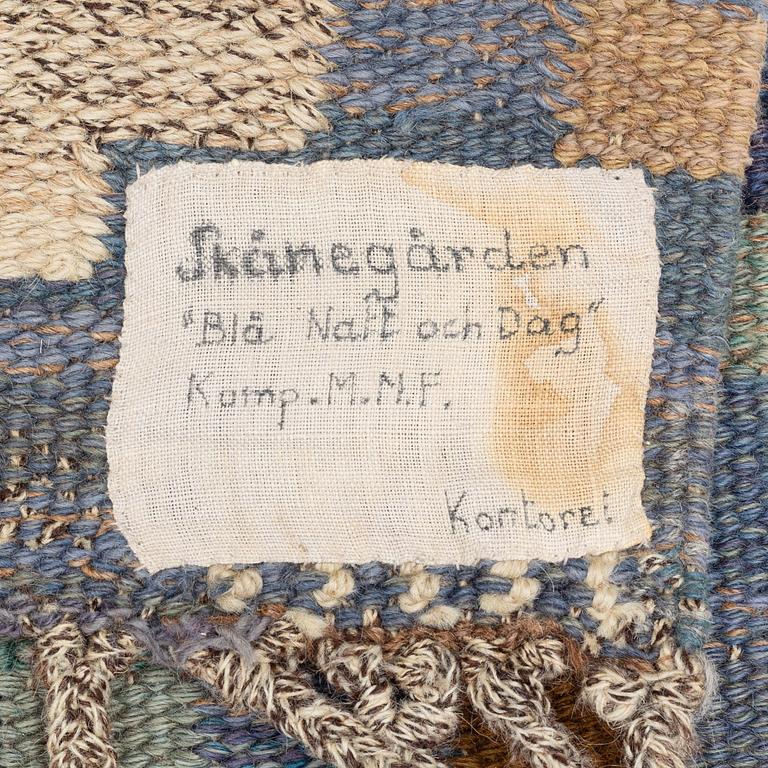 Skånegården
"Blå Natt och Dag"
Komp. M.M.F.
Kontoret